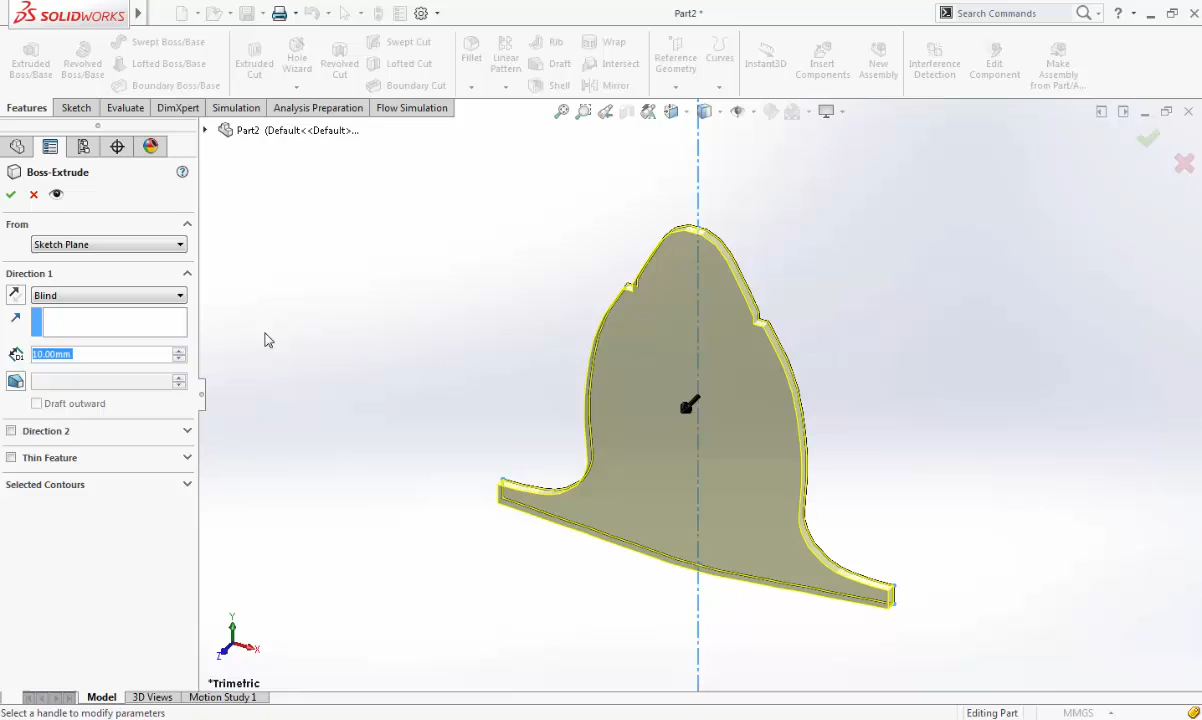 SOLIDWORKS
Part2 *
Search Commands
?
Extruded Boss/Base
Revolved Boss/Base
Swept Boss/Base
Lofted Boss/Base
Boundary Boss/Base
Extruded Cut
Hole Wizard
Revolved Cut
Swept Cut
Lofted Cut
Boundary Cut
Fillet
Linear Pattern
Rib
Draft
Shell
Wrap
Intersect
Mirror
Reference Geometry
Curves
Instant3D
Insert Components
New Assembly
Interference Detection
Edit Component
Make Assembly from Part/A...
Features
Sketch
Evaluate
DimXpert
Simulation
Analysis Preparation
Flow Simulation
Part2 (Default<<Default>...
Boss-Extrude
?
From
Sketch Plane
Direction 1
Blind
D1
10.00mm
Draft outward
Direction 2
Thin Feature
Selected Contours
Y
X
Z
*Trimetric
Model
3D Views
Motion Study 1
Select a handle to modify parameters
Editing Part
MMGS